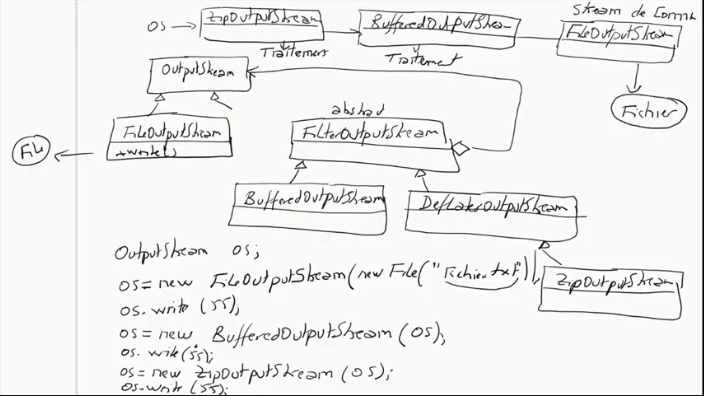 os → ZipOutputStream BufferedOutputStream
Stream de Comm
FileOutputStream
Traitement Traitement
Fichier
OutputStream
FileOutputStream
+write()
File
abstract
FilterOutputStream
BufferedOutputStream DeflaterOutputStream
ZipOutputStream
OutputStream os;
os= new FileOutputStream(new File("Fichier.txt"));
os.write (55);
os= new BufferedOutputStream(os);
os.write(55);
os= new ZipOutputStream(os);
os.write (55);